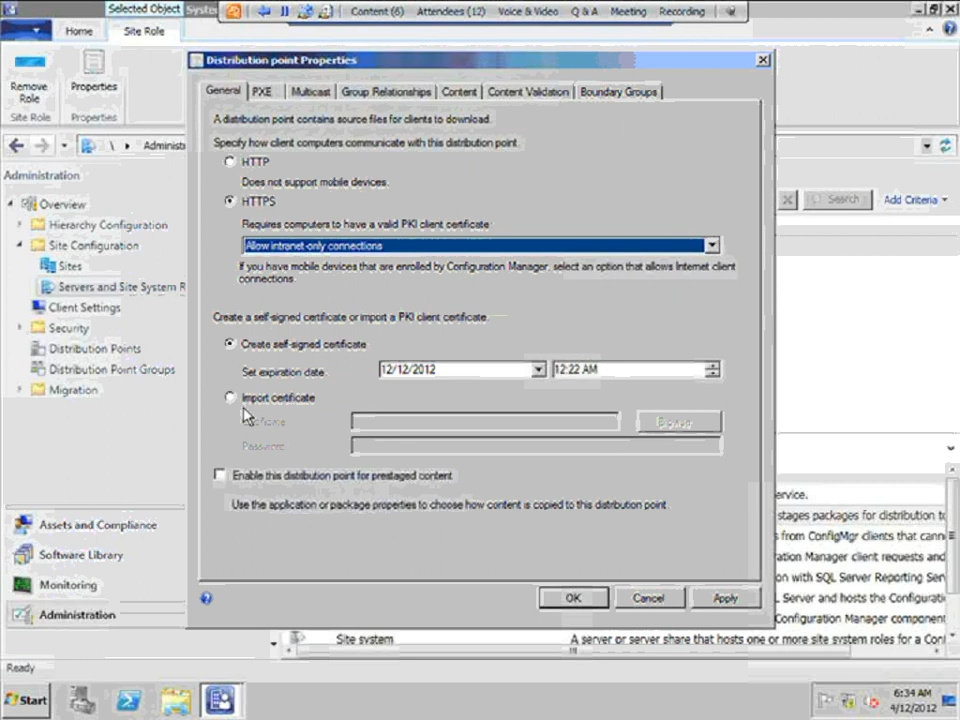 Selected Object
Content (6)
Attendees (12)
Voice & Video
Q & A
Meeting
Recording
Home
Site Role
Remove
Role
Properties
Site Role
Properties
Administ
Search
Add Criteria
Administration
Overview
Hierarchy Configuration
Site Configuration
Sites
Servers and Site System R
Client Settings
Security
Distribution Points
Distribution Point Groups
Migration
Assets and Compliance
Software Library
Monitoring
Administration
Distribution point Properties
General
PXE
Multicast
Group Relationships
Content
Content Validation
Boundary Groups
A distribution point contains source files for clients to download.
Specify how client computers communicate with this distribution point
HTTP
Does not support mobile devices.
HTTPS
Requires computers to have a valid PKI client certificate:
Allow intranet-only connections
If you have mobile devices that are enrolled by Configuration Manager, select an option that allows Internet client
connections.
Create a self-signed certificate or import a PKI client certificate.
Create self-signed certificate
Set expiration date:
12/12/2012
12:22 AM
Import certificate
Browse
Password:
Enable this distribution point for prestaged content
Use the application or package properties to choose how content is copied to this distribution point.
OK
Cancel
Apply
ervice.
stages packages for distribution to
s from ConfigMgr clients that cann
ration Manager client requests and
on with SQL Server Reporting Serv
Server and hosts the Configurati
Configuration Manager component
Site system
A server or server share that hosts one or more site system roles for a Conf
Ready
Start
6:34 AM
4/12/2012